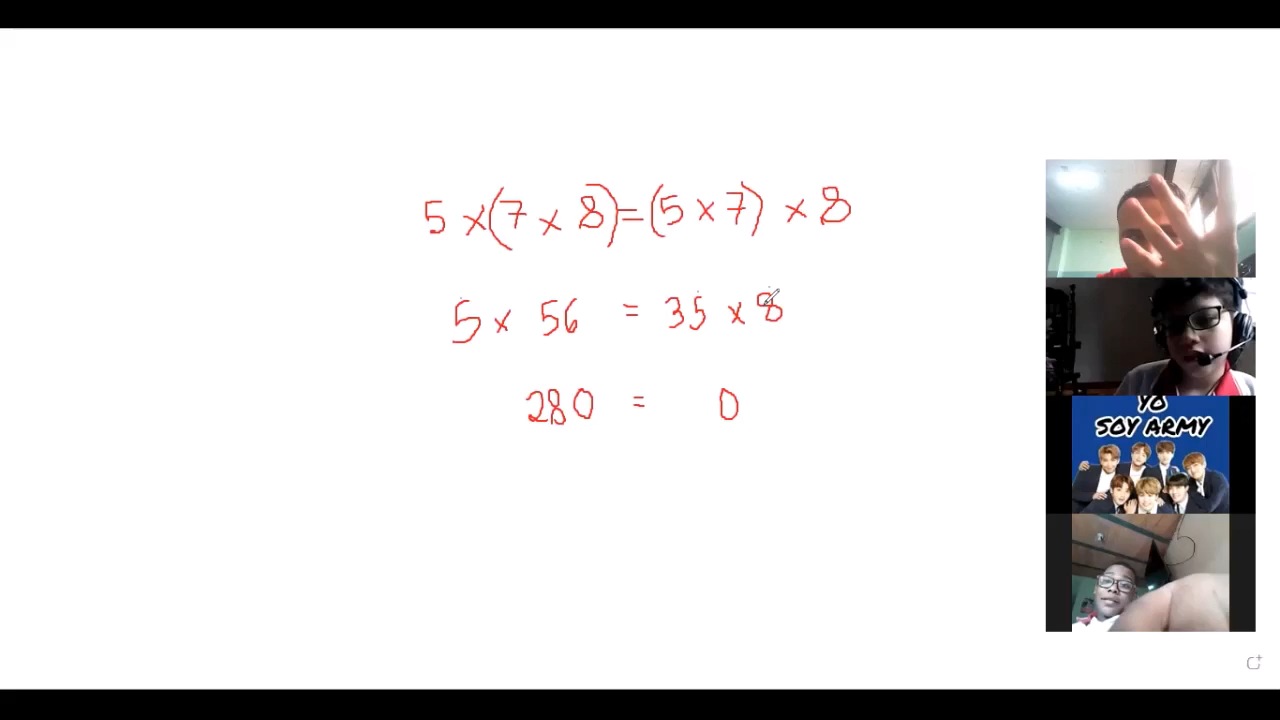 5 x (7 x 8) = (5 x 7) x 8
5 x 56 = 35 x 8
280 = 0
YO
SOY ARMY